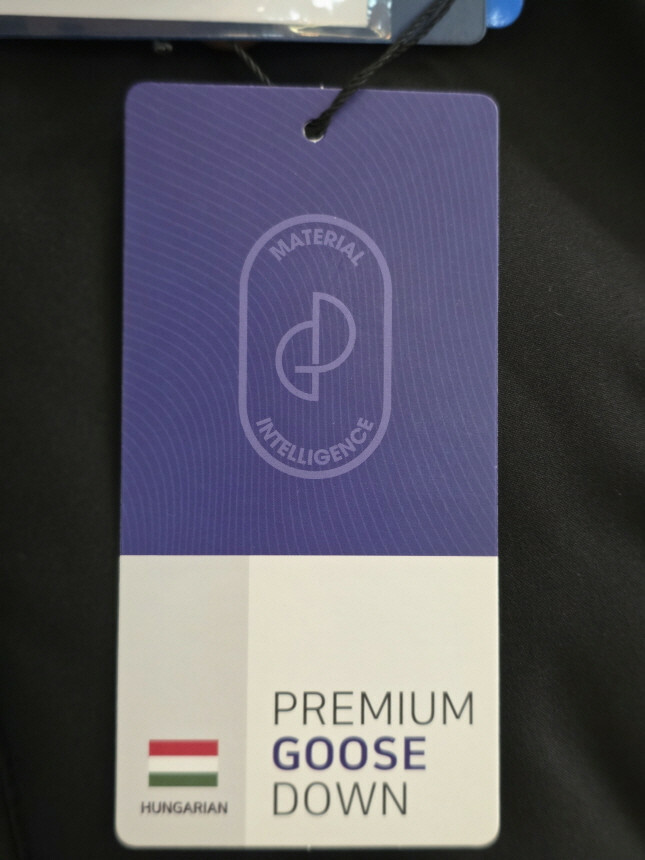 MATERIAL
INTELLIGENCE
PREMIUM
GOOSE
DOWN
HUNGARIAN